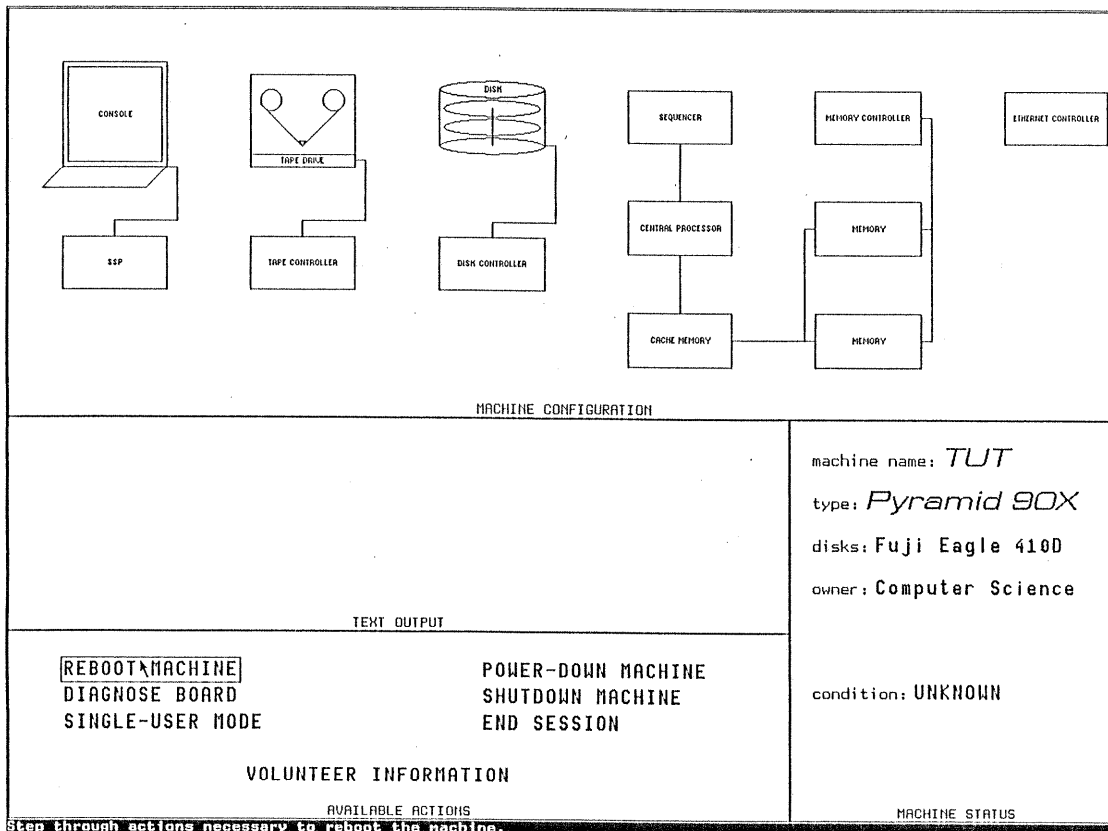 CONSOLE
TAPE DRIVE
DISK
SEQUENCER
MEMORY CONTROLLER
ETHERNET CONTROLLER
SSP
TAPE CONTROLLER
DISK CONTROLLER
CENTRAL PROCESSOR
MEMORY
CACHE MEMORY
MEMORY
MACHINE CONFIGURATION
TEXT OUTPUT
machine name: TUT
type: Pyramid 90X
disks: Fuji Eagle 410D
owner: Computer Science
condition: UNKNOWN
MACHINE STATUS
REBOOT MACHINE
POWER-DOWN MACHINE
DIAGNOSE BOARD
SHUTDOWN MACHINE
SINGLE-USER MODE
END SESSION
VOLUNTEER INFORMATION
AVAILABLE ACTIONS
Step through actions necessary to reboot the machine.